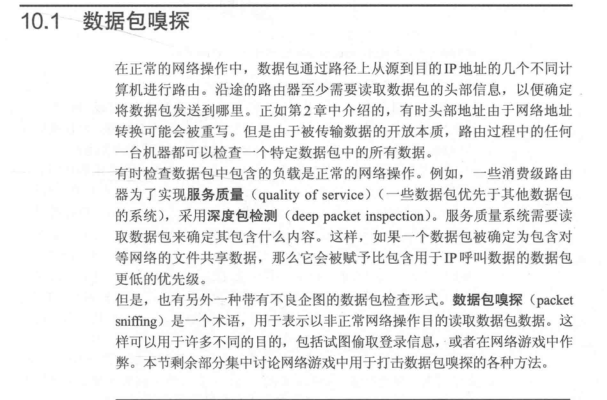 10.1 数据包嗅探
在正常的网络操作中，数据包通过路径上从源到目的IP地址的几个不同计
算机进行路由。沿途的路由器至少需要读取数据包的头部信息，以便确定
将数据包发送到哪里。正如第2章中介绍的，有时头部地址由于网络地址
转换可能会被重写。但是由于被传输数据的开放本质，路由过程中的任何
一台机器都可以检查一个特定数据包中的所有数据。
有时检查数据包中包含的负载是正常的网络操作。例如，一些消费级路由
器为了实现服务质量（quality of service）（一些数据包优先于其他数据包
的系统），采用深度包检测（deep packet inspection）。服务质量系统需要读
取数据包来确定其包含什么内容。这样，如果一个数据包被确定为包含对
等网络的文件共享数据，那么它会被赋予比包含用于IP呼叫数据的数据包
更低的优先级。
但是，也有另外一种带有不良企图的数据包检查形式。数据包嗅探（packet
sniffing）是一个术语，用于表示以非正常网络操作目的读取数据包数据。这
样可以用于许多不同的目的，包括试图偷取登录信息，或者在网络游戏中作
弊。本节剩余部分集中讨论网络游戏中用于打击数据包嗅探的各种方法。